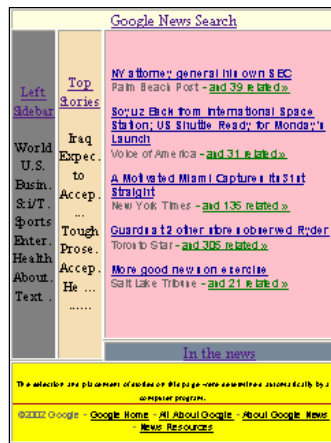 Google News Search
Left
Sidebar
World
U.S.
Busin.
Sci/T.
Sports
Enter.
Health
About.
Text .
Top
Stories
Iraq
Expec.
to
Accep.
...
Tough
Prose.
Accep.
He ...
......
NY attorney general his own SEC
Palm Beach Post - and 39 related »
Soyuz Back from International Space
Station; US Shuttle Ready for Monday's
Launch
Voice of America - and 31 related »
A Motivated Miami Captures Its 31st
Straight
New York Times - and 135 related »
Guards at 2 other stores observed Ryder
Toronto Star - and 305 related »
More good news on exercise
Salt Lake Tribune - and 21 related »
In the news
The selection and placement of stories on this page were determined automatically by a
computer program.
©2002 Google - Google Home - All About Google - About Google News
- News Resources